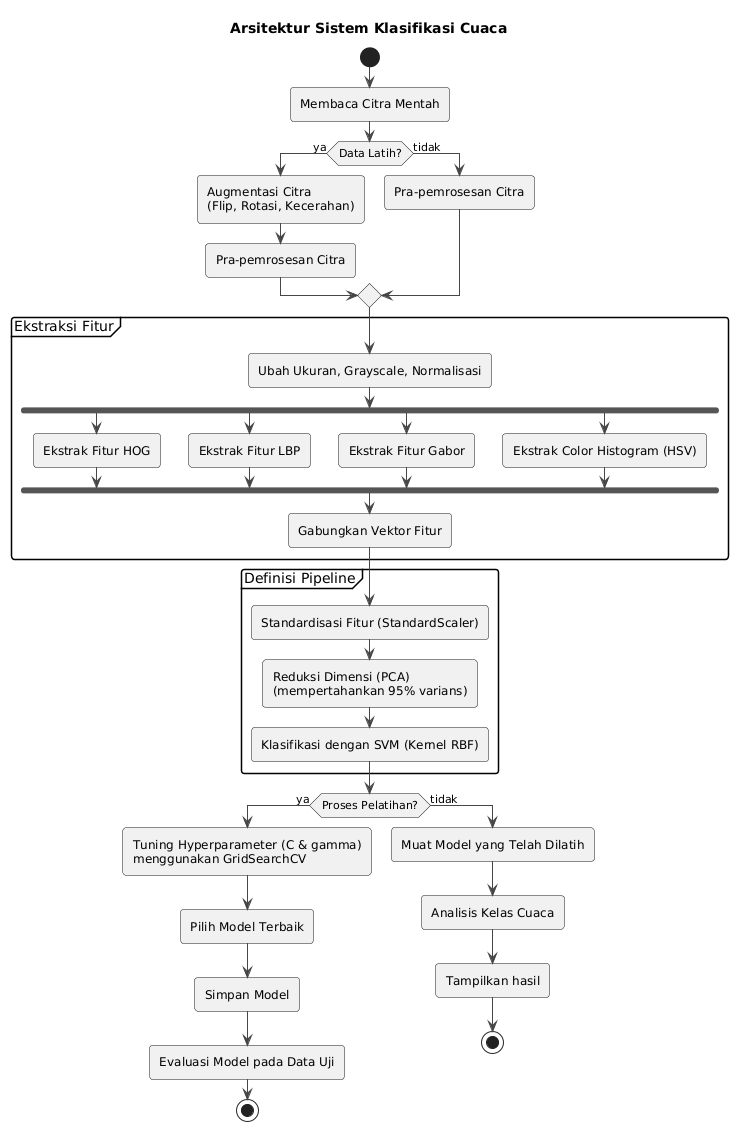 Arsitektur Sistem Klasifikasi Cuaca
Membaca Citra Mentah
Data Latih?
ya
tidak
Augmentasi Citra
(Flip, Rotasi, Kecerahan)
Pra-pemrosesan Citra
Pra-pemrosesan Citra
Ekstraksi Fitur
Ubah Ukuran, Grayscale, Normalisasi
Ekstrak Fitur HOG
Ekstrak Fitur LBP
Ekstrak Fitur Gabor
Ekstrak Color Histogram (HSV)
Gabungkan Vektor Fitur
Definisi Pipeline
Standardisasi Fitur (StandardScaler)
Reduksi Dimensi (PCA)
(mempertahankan 95% varians)
Klasifikasi dengan SVM (Kernel RBF)
Proses Pelatihan?
ya
tidak
Tuning Hyperparameter (C & gamma)
menggunakan GridSearchCV
Pilih Model Terbaik
Simpan Model
Evaluasi Model pada Data Uji
Muat Model yang Telah Dilatih
Analisis Kelas Cuaca
Tampilkan hasil